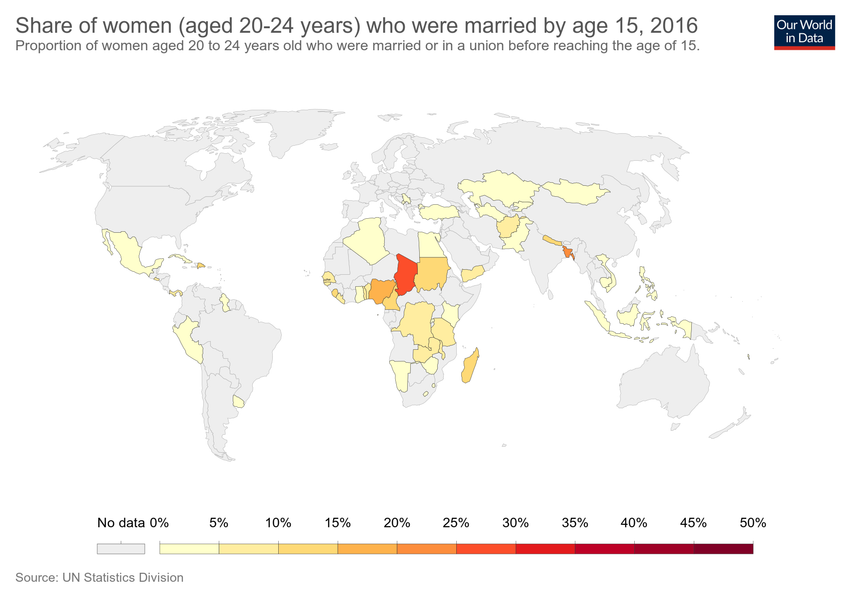 Share of women (aged 20-24 years) who were married by age 15, 2016
Our World
in Data
Proportion of women aged 20 to 24 years old who were married or in a union before reaching the age of 15.
No data 0% 5% 10% 15% 20% 25% 30% 35% 40% 45% 50%
Source: UN Statistics Division